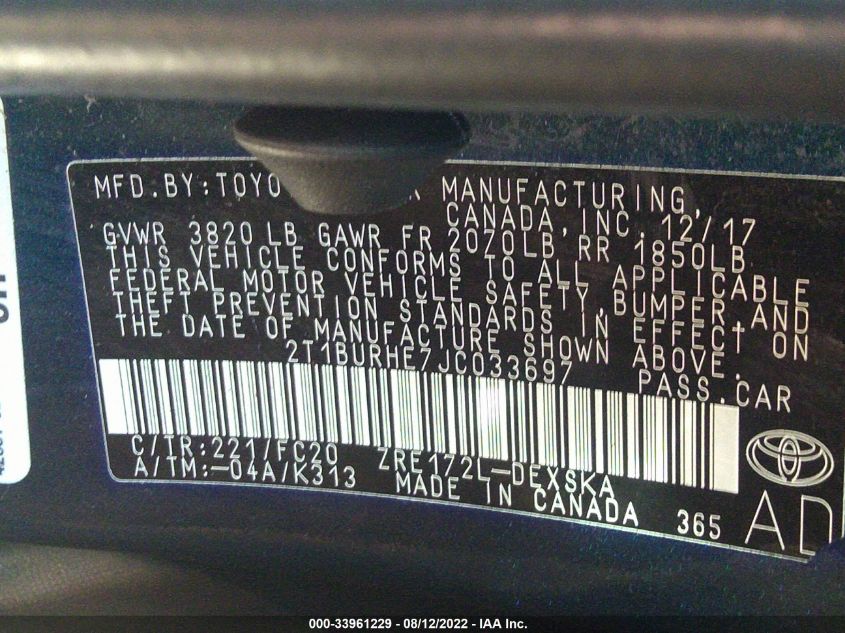 MFD.BY:TOYO MANUFACTURING,
CANADA, INC. 12/17
GVWR 3820 LB GAWR FR 2070LB RR 1850LB
THIS VEHICLE CONFORMS TO ALL APPLICABLE
FEDERAL MOTOR VEHICLE SAFETY,BUMPER,AND
THEFT PREVENTION STANDARDS IN EFFECT ON
THE DATE OF MANUFACTURE SHOWN ABOVE.
2T1BURHE7JC033697 PASS.CAR
C/TR:221/FC20 ZRE172L-DEXSKA
A/TM:-04A/K313 MADE IN CANADA 365
AD
000-33961229 - 08/12/2022 - IAA Inc.